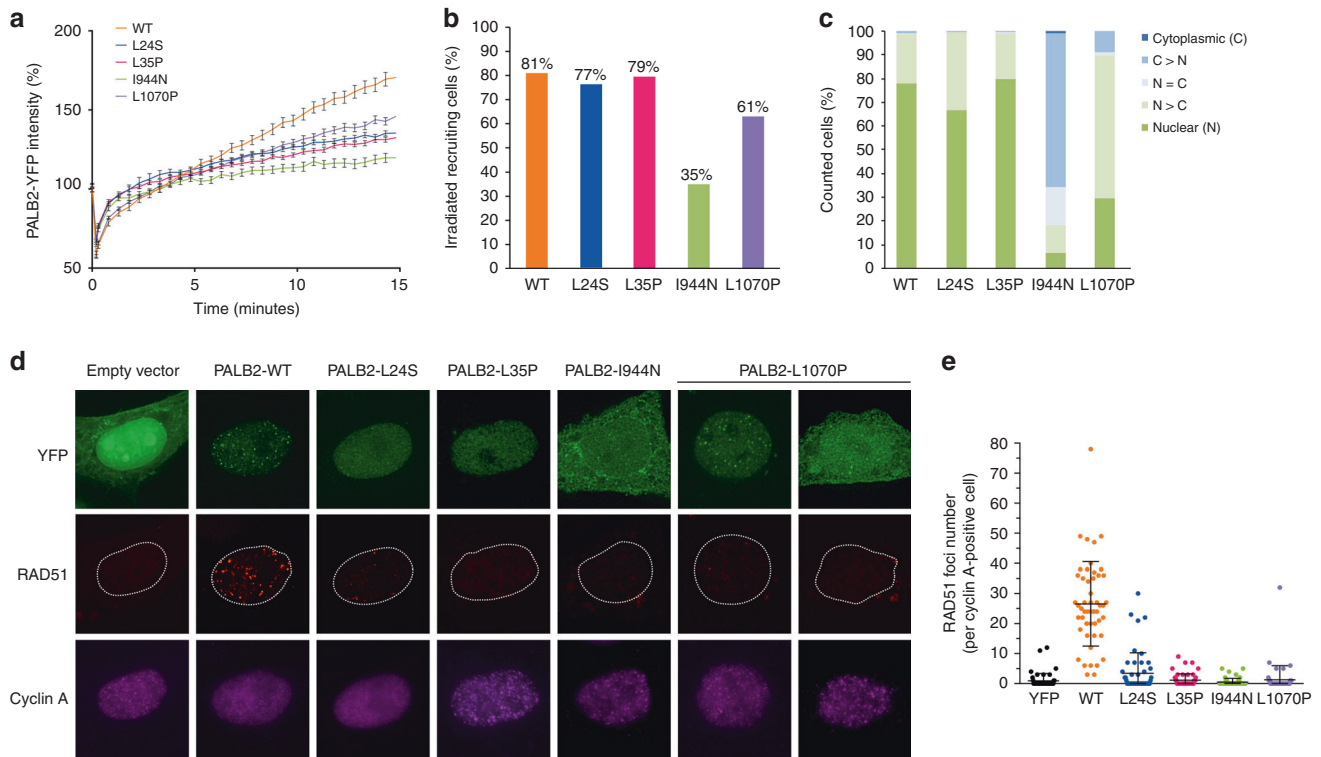 a
200
150
100
50
PALB2-YFP intensity (%)
WT
L24S
L35P
I944N
L1070P
0 5 10 15
Time (minutes)
b
100
90
80
70
60
50
40
30
20
10
0
Irradiated recruiting cells (%)
81% 77% 79% 35% 61%
WT L24S L35P I944N L1070P
c
100
90
80
70
60
50
40
30
20
10
0
Counted cells (%)
WT L24S L35P I944N L1070P
Cytoplasmic (C)
C > N
N = C
N > C
Nuclear (N)
d
Empty vector PALB2-WT PALB2-L24S PALB2-L35P PALB2-I944N PALB2-L1070P
YFP
RAD51
Cyclin A
e
80
70
60
50
40
30
20
10
0
RAD51 foci number
(per cyclin A-positive cell)
YFP WT L24S L35P I944N L1070P